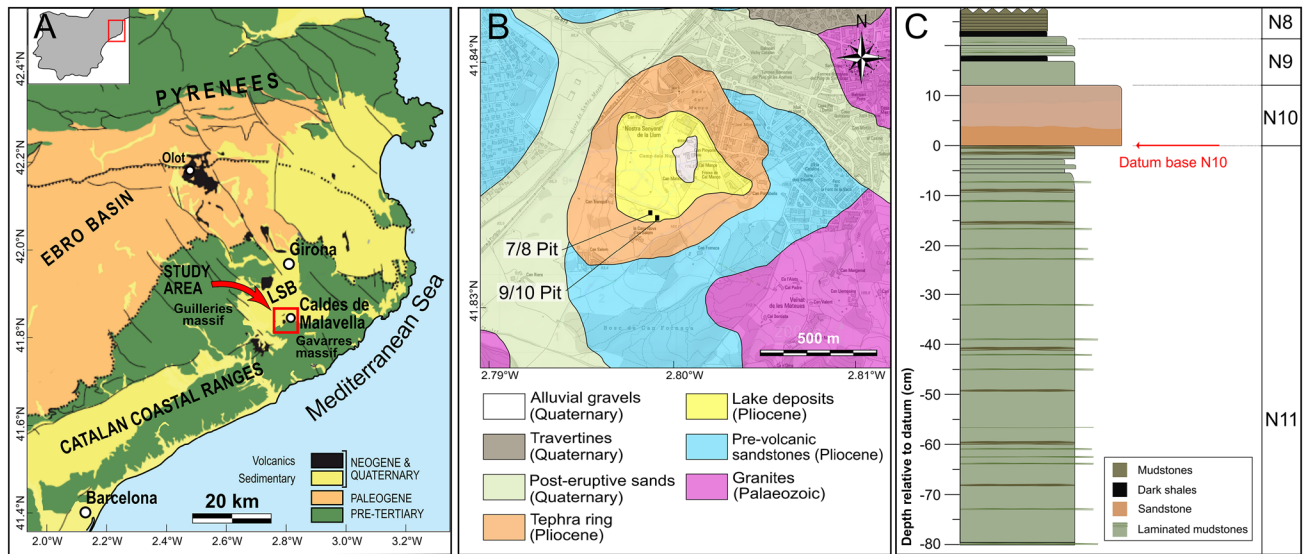 A
42.4°N
42.2°N
42.0°N
41.8°N
41.6°N
41.4°N
PYRENEES
Olot
EBRO BASIN
Girona
STUDY
AREA
LSB
Guilleries
massif
Caldes de
Malavella
Gavarres
massif
CATALAN COASTAL RANGES
Mediterranean Sea
Barcelona
20 km
Volcanics
Sedimentary
NEOGENE &
QUATERNARY
PALEOGENE
PRE-TERTIARY
2.0°W
2.2°W
2.4°W
2.6°W
2.8°W
3.0°W
3.2°W
B
N
41.84°N
41.83°N
7/8 Pit
9/10 Pit
500 m
2.79°W
2.80°W
2.81°W
Alluvial gravels
(Quaternary)
Travertines
(Quaternary)
Post-eruptive sands
(Quaternary)
Tephra ring
(Pliocene)
Lake deposits
(Pliocene)
Pre-volcanic
sandstones (Pliocene)
Granites
(Palaeozoic)
C
N8
N9
N10
N11
10
0
-10
-20
-30
-40
-50
-60
-70
-80
Depth relative to datum (cm)
Datum base N10
Mudstones
Dark shales
Sandstone
Laminated mudstones